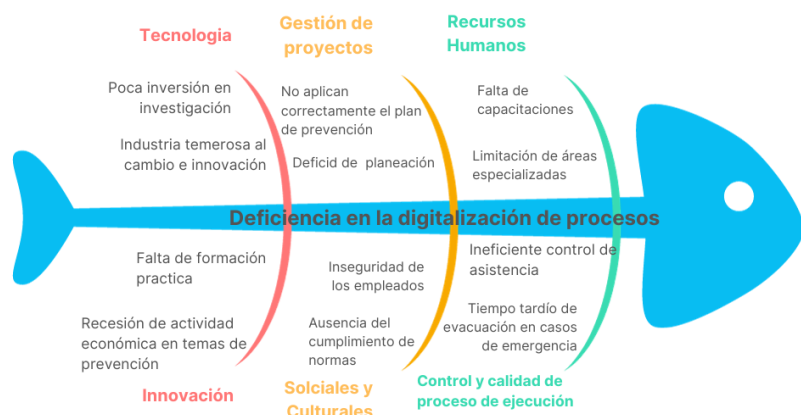 Tecnologia
Gestión de
proyectos
Recursos
Humanos
Poca inversión en
investigación
Industria temerosa al
cambio e innovación
No aplican
correctamente el plan
de prevención
Deficid de planeación
Falta de
capacitaciones
Limitación de áreas
especializadas
Deficiencia en la digitalización de procesos
Falta de formación
practica
Recesión de actividad
económica en temas de
prevención
Inseguridad de
los empleados
Ausencia del
cumplimiento de
normas
Ineficiente control de
asistencia
Tiempo tardío de
evacuación en casos
de emergencia
Innovación
Solciales y
Culturales
Control y calidad de
proceso de ejecución